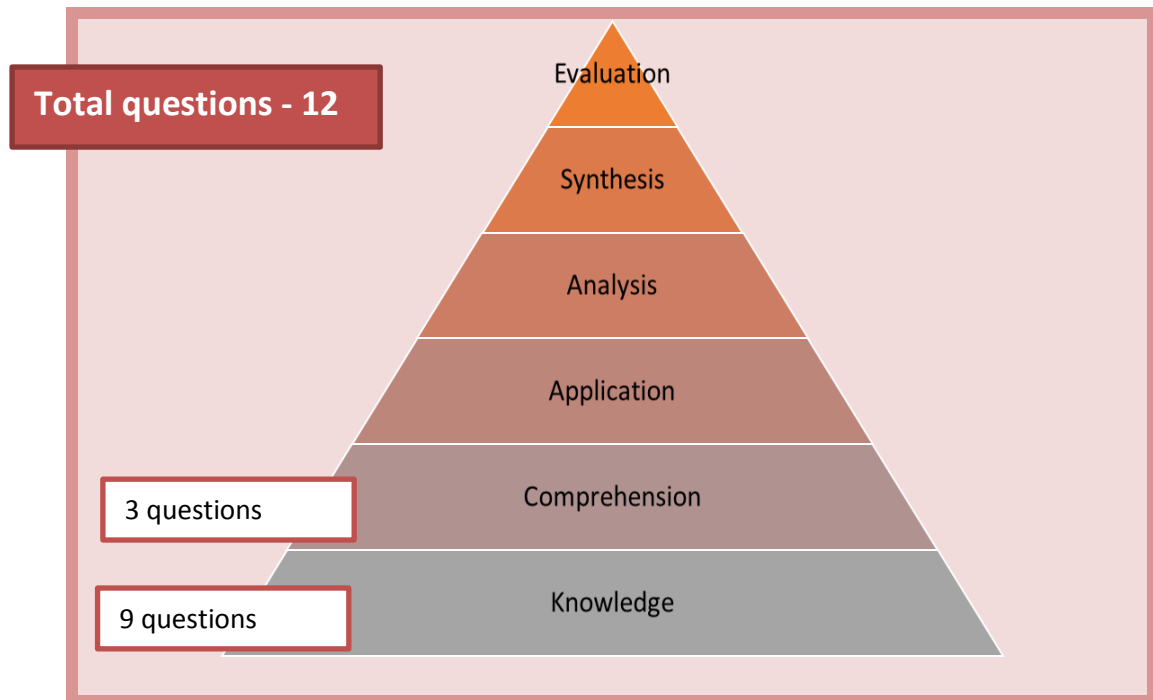 Evaluation
Total questions - 12
Synthesis
Analysis
Application
3 questions
Comprehension
9 questions
Knowledge